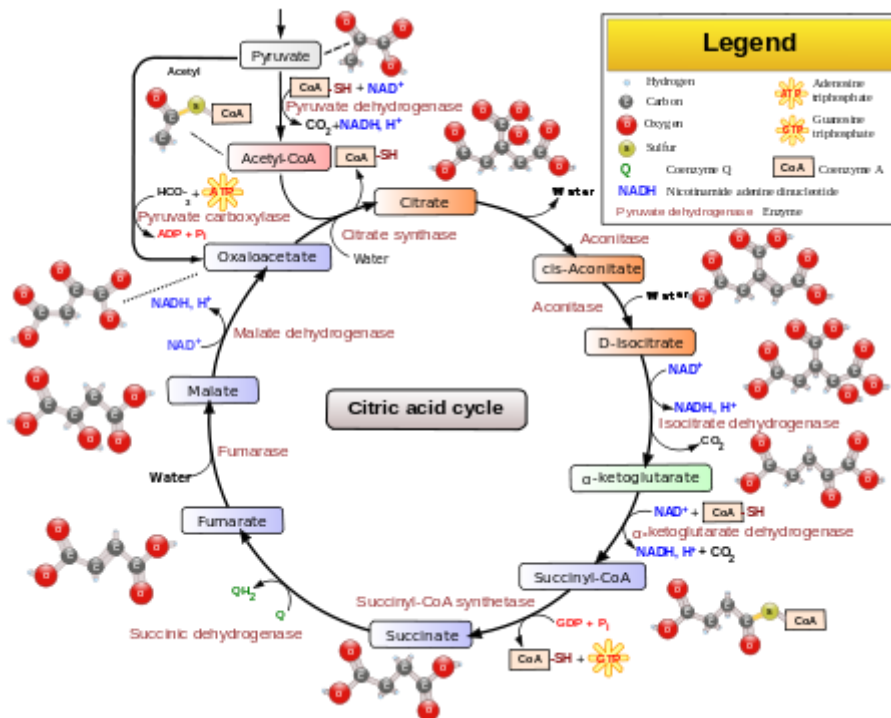 Pyruvate
Acetyl
CoA-SH + NAD⁺
Pyruvate dehydrogenase
CO₂+NADH, H⁺
S CoA
Acetyl-CoA
CoA-SH
HCO₃⁻ + ATP
Pyruvate carboxylase
ADP + Pᵢ
Citrate
Water
Citrate synthase
Water
Oxaloacetate
Aconitase
cis-Aconitate
Aconitase
Water
D-Isocitrate
NAD⁺
NADH, H⁺
Isocitrate dehydrogenase
CO₂
α-ketoglutarate
NAD⁺ + CoA-SH
α-ketoglutarate dehydrogenase
NADH, H⁺ + CO₂
Succinyl-CoA
S CoA
Succinyl-CoA synthetase
GDP + Pᵢ
CoA-SH + GTP
Succinate
Succinic dehydrogenase
Q
QH₂
Fumarate
Fumarase
Water
Malate
Malate dehydrogenase
NAD⁺
NADH, H⁺
Citric acid cycle
Legend
Hydrogen
C Carbon
O Oxygen
S Sulfur
Q Coenzyme Q
NADH Nicotinamide adenine dinucleotide
Pyruvate dehydrogenase Enzyme
ATP Adenosine
triphosphate
GTP Guanosine
triphosphate
CoA Coenzyme A